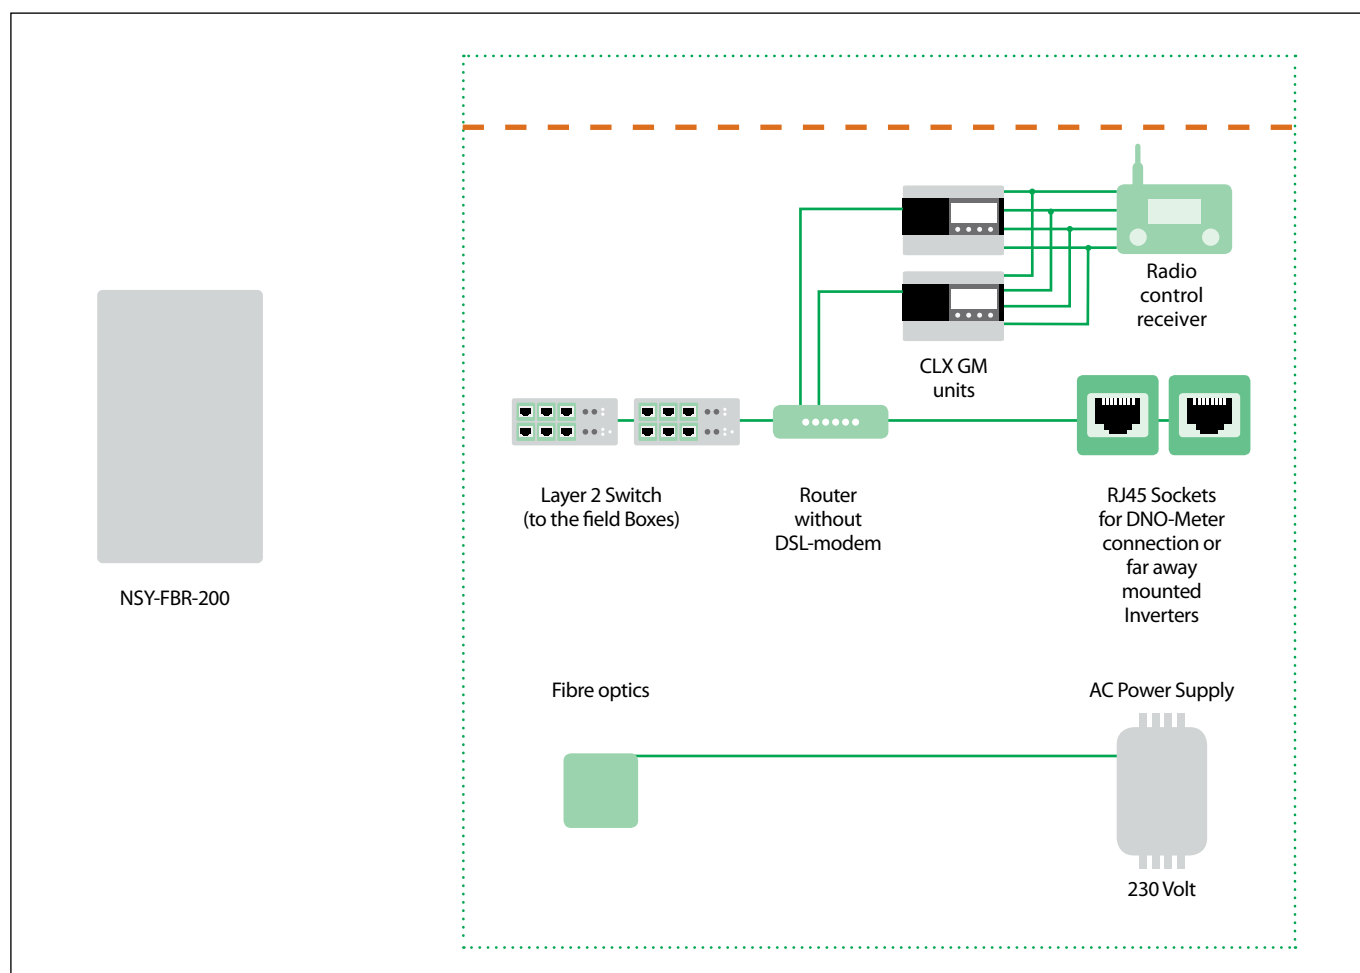 Radio
control
receiver
CLX GM
units
Layer 2 Switch
(to the field Boxes)
Router
without
DSL-modem
RJ45 Sockets
for DNO-Meter
connection or
far away
mounted
Inverters
NSY-FBR-200
Fibre optics
AC Power Supply
230 Volt